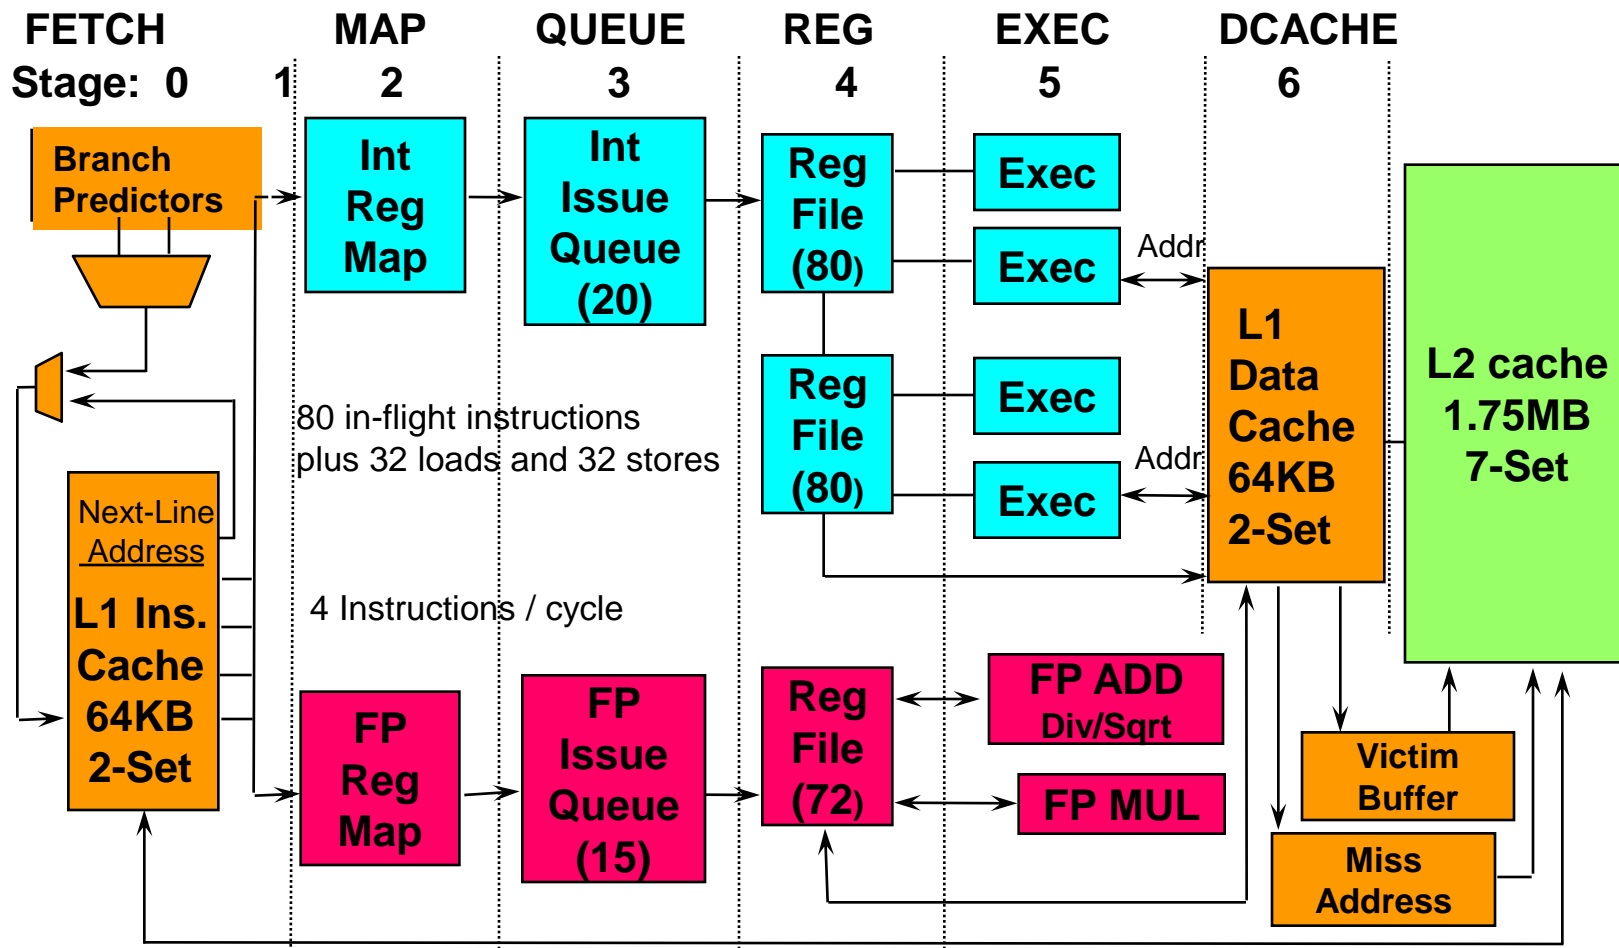 FETCH MAP QUEUE REG EXEC DCACHE
Stage: 0 1 2 3 4 5 6
Branch
Predictors
Int
Reg
Map
Int
Issue
Queue
(20)
Reg
File
(80)
Exec
Exec
Addr
Reg
File
(80)
Exec
Exec
Addr
L1
Data
Cache
64KB
2-Set
L2 cache
1.75MB
7-Set
80 in-flight instructions
plus 32 loads and 32 stores
Next-Line
Address
L1 Ins.
Cache
64KB
2-Set
4 Instructions / cycle
FP
Reg
Map
FP
Issue
Queue
(15)
Reg
File
(72)
FP ADD
Div/Sqrt
FP MUL
Victim
Buffer
Miss
Address